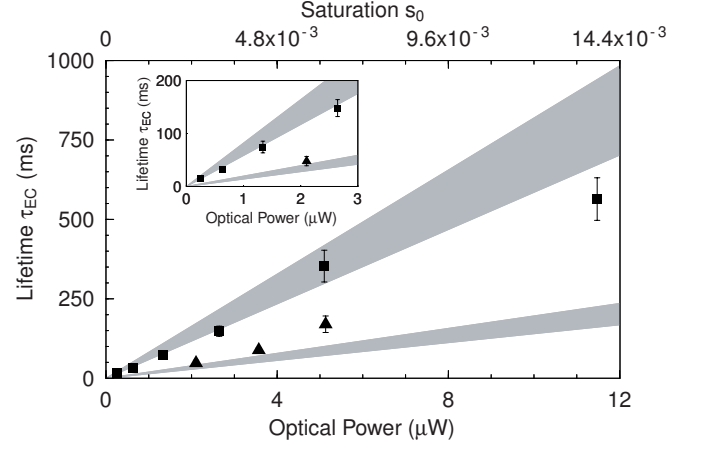 Saturation s₀
0 4.8x10⁻³ 9.6x10⁻³ 14.4x10⁻³
1000
750
500
250
0
Lifetime τEC (ms)
200
100
0
Lifetime τEC (ms)
0 1 2 3
Optical Power (μW)
0 4 8 12
Optical Power (μW)